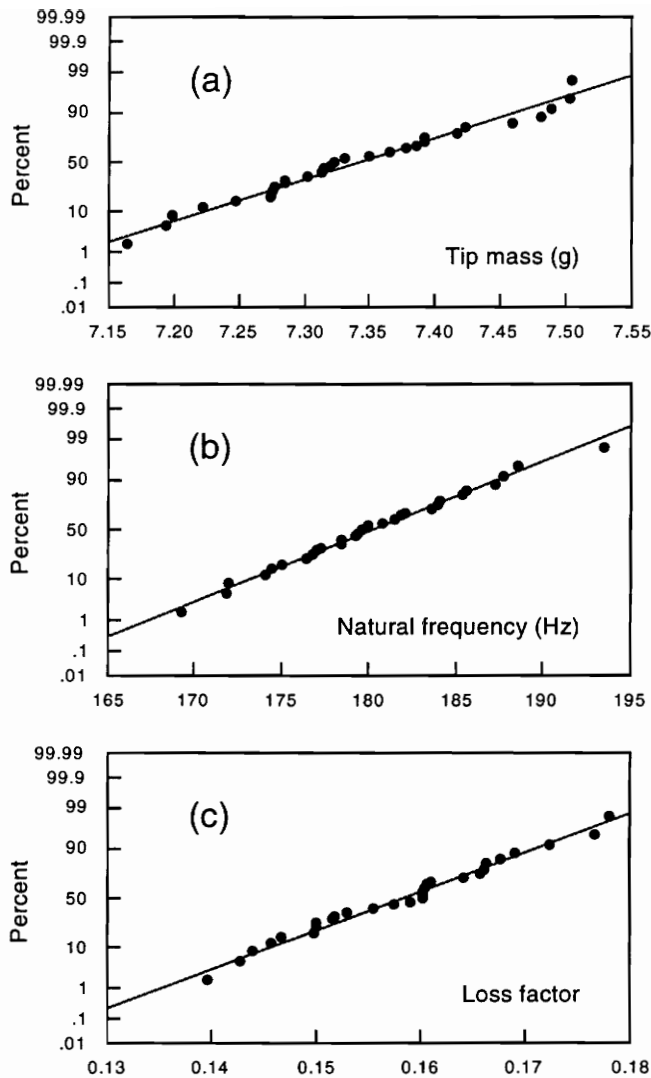 99.99
99.9
99
90
50
10
1
.1
.01
Percent
(a)
Tip mass (g)
7.15 7.20 7.25 7.30 7.35 7.40 7.45 7.50 7.55
99.99
99.9
99
90
50
10
1
.1
.01
Percent
(b)
Natural frequency (Hz)
165 170 175 180 185 190 195
99.99
99.9
99
90
50
10
1
.1
.01
Percent
(c)
Loss factor
0.13 0.14 0.15 0.16 0.17 0.18